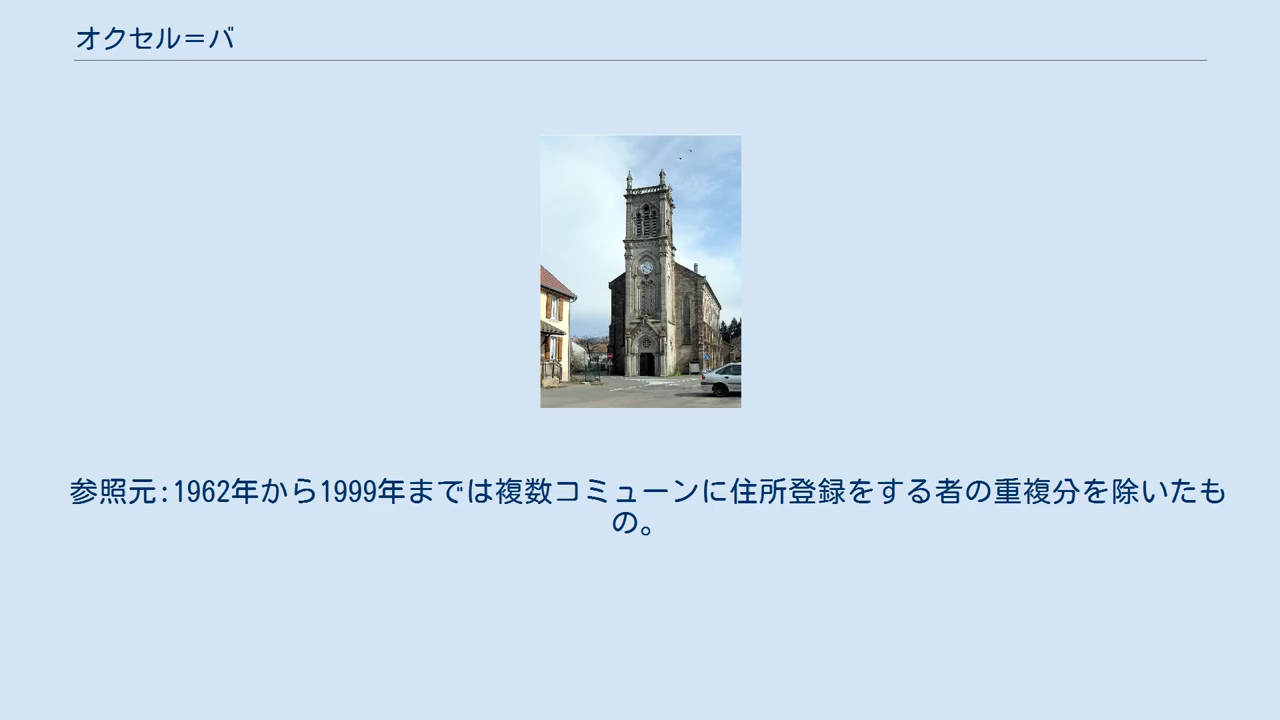 オクセル＝バ
参照元:1962年から1999年までは複数コミューンに住所登録をする者の重複分を除いたも
の。